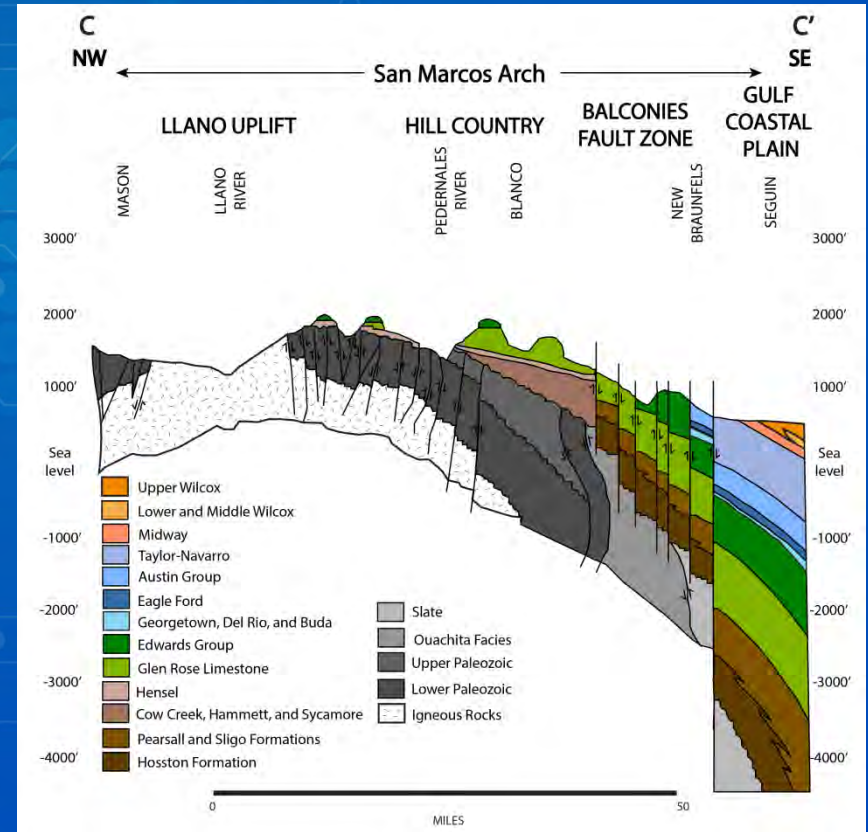 C
NW
C'
SE
San Marcos Arch
LLANO UPLIFT
HILL COUNTRY
BALCONIES
FAULT ZONE
GULF
COASTAL
PLAIN
MASON
LLANO
RIVER
PEDERNALES
RIVER
BLANCO
NEW
BRAUNFELS
SEGUIN
3000'
2000'
1000'
Sea
level
-1000'
-2000'
-3000'
-4000'
3000'
2000'
1000'
Sea
level
-1000'
-2000'
-3000'
-4000'
Upper Wilcox
Lower and Middle Wilcox
Midway
Taylor-Navarro
Austin Group
Eagle Ford
Georgetown, Del Rio, and Buda
Edwards Group
Glen Rose Limestone
Hensel
Cow Creek, Hammett, and Sycamore
Pearsall and Sligo Formations
Hosston Formation
Slate
Ouachita Facies
Upper Paleozoic
Lower Paleozoic
Igneous Rocks
0
50
MILES